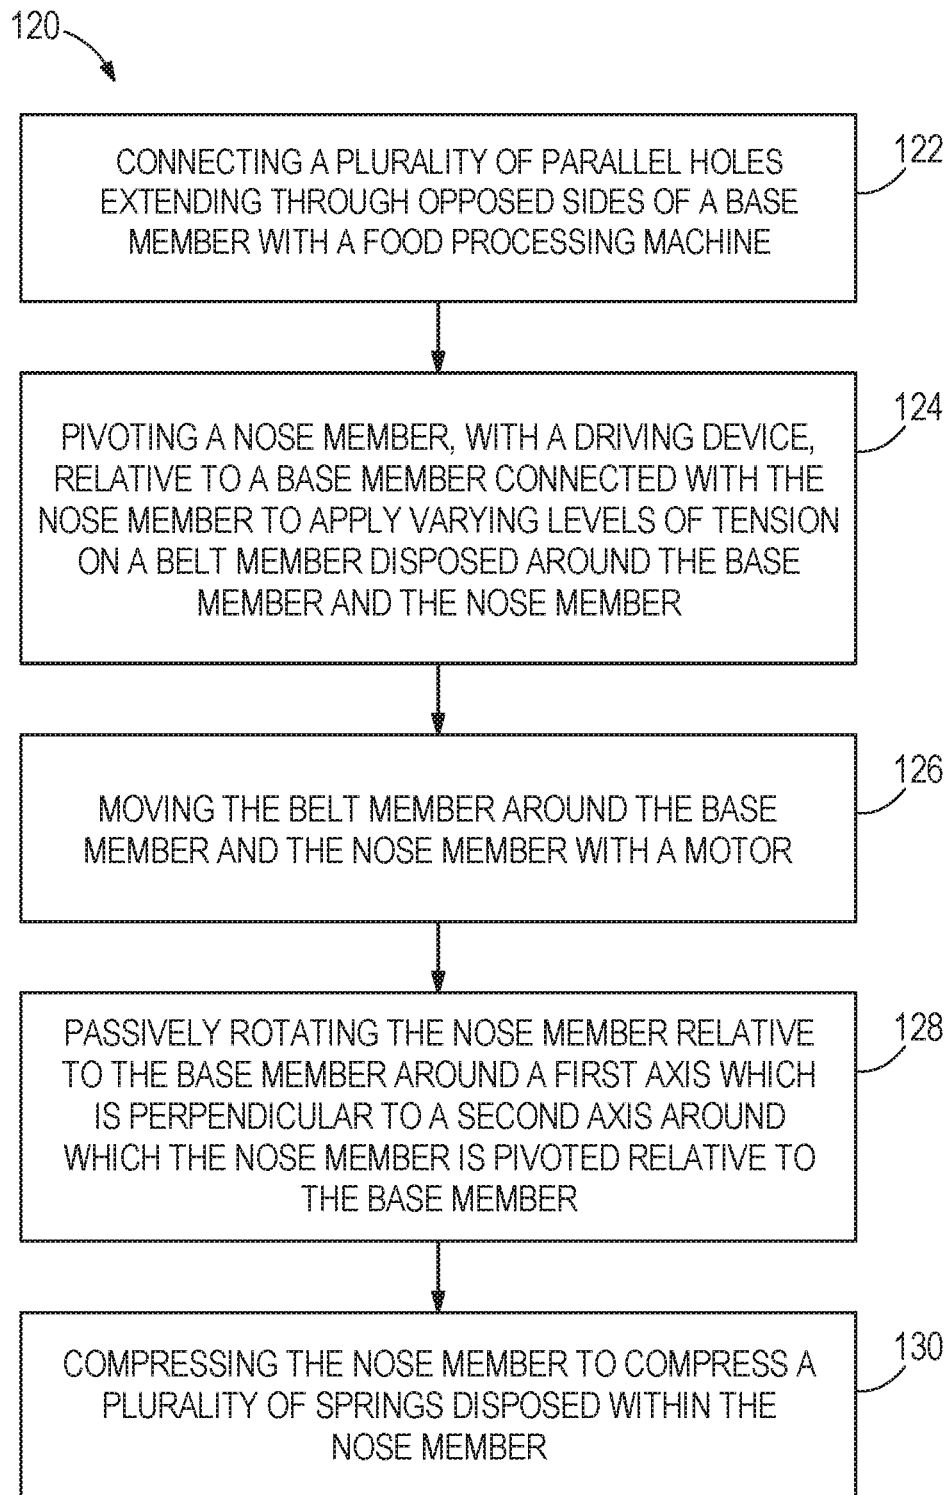 120
122
CONNECTING A PLURALITY OF PARALLEL HOLES
EXTENDING THROUGH OPPOSED SIDES OF A BASE
MEMBER WITH A FOOD PROCESSING MACHINE
124
PIVOTING A NOSE MEMBER, WITH A DRIVING DEVICE,
RELATIVE TO A BASE MEMBER CONNECTED WITH THE
NOSE MEMBER TO APPLY VARYING LEVELS OF TENSION
ON A BELT MEMBER DISPOSED AROUND THE BASE
MEMBER AND THE NOSE MEMBER
126
MOVING THE BELT MEMBER AROUND THE BASE
MEMBER AND THE NOSE MEMBER WITH A MOTOR
128
PASSIVELY ROTATING THE NOSE MEMBER RELATIVE
TO THE BASE MEMBER AROUND A FIRST AXIS WHICH
IS PERPENDICULAR TO A SECOND AXIS AROUND
WHICH THE NOSE MEMBER IS PIVOTED RELATIVE TO
THE BASE MEMBER
130
COMPRESSING THE NOSE MEMBER TO COMPRESS A
PLURALITY OF SPRINGS DISPOSED WITHIN THE
NOSE MEMBER